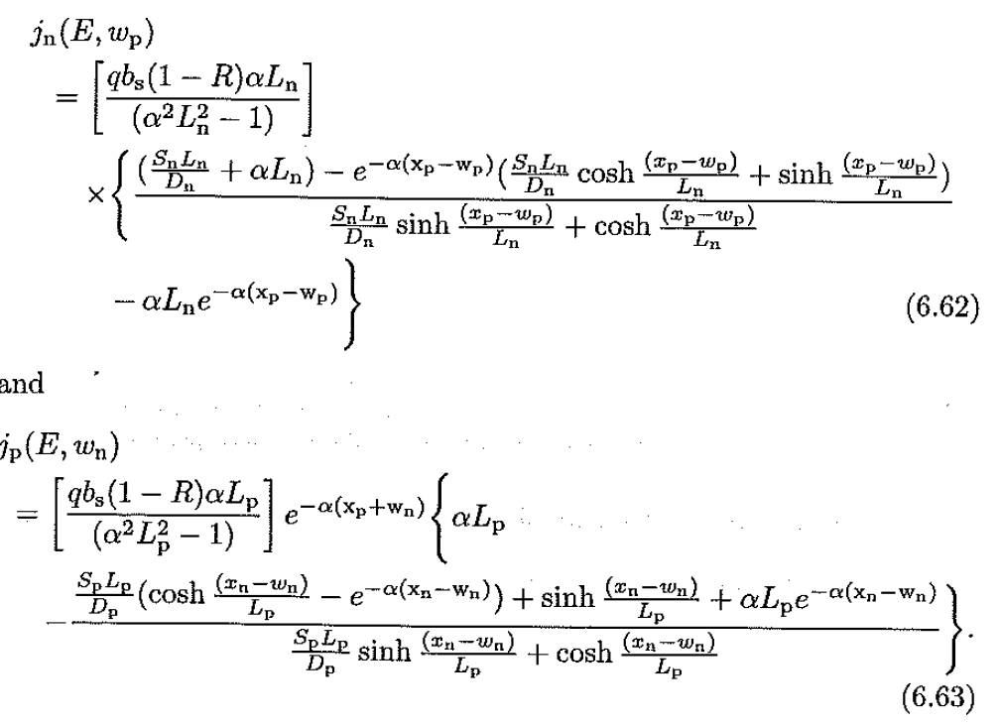 j_n(E, w_p)
= [ qb_s(1 − R)αL_n / (α²L_n² − 1) ]
× { ( (S_nL_n/D_n + αL_n) − e^{−α(x_p−w_p)} (S_nL_n/D_n cosh (x_p−w_p)/L_n + sinh (x_p−w_p)/L_n) ) / ( S_nL_n/D_n sinh (x_p−w_p)/L_n + cosh (x_p−w_p)/L_n )
− αL_n e^{−α(x_p−w_p)} } (6.62)
and
j_p(E, w_n)
= [ qb_s(1 − R)αL_p / (α²L_p² − 1) ] e^{−α(x_p+w_n)} { αL_p
− ( S_pL_p/D_p (cosh (x_n−w_n)/L_p − e^{−α(x_n−w_n)}) + sinh (x_n−w_n)/L_p + αL_p e^{−α(x_n−w_n)} ) / ( S_pL_p/D_p sinh (x_n−w_n)/L_p + cosh (x_n−w_n)/L_p ) }.
(6.63)